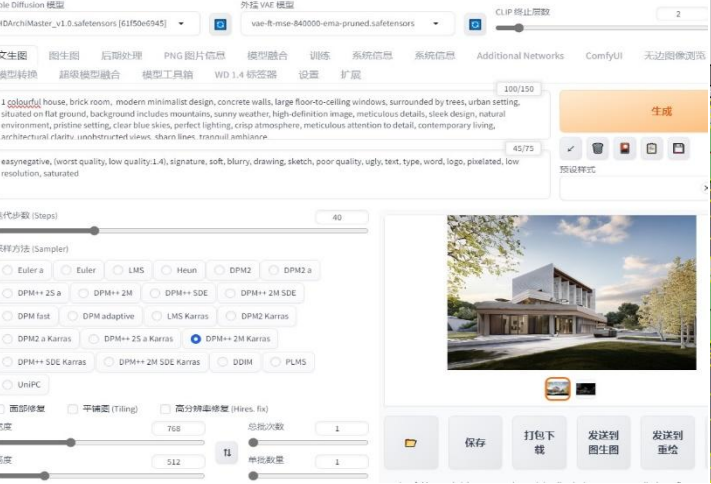 ble Diffusion 模型
外挂 VAE 模型
CLIP 终止层数
HDArchiMaster_v1.0.safetensors [61f50e6945]
vae-ft-mse-840000-ema-pruned.safetensors
2
文生图 图生图 后期处理 PNG 图片信息 模型融合 训练 系统信息 系统信息 Additional Networks ComfyUI 无边图像浏览
模型转换 超级模型融合 模型工具箱 WD 1.4 标签器 设置 扩展
100/150
1 colourful house, brick room, modern minimalist design, concrete walls, large floor-to-ceiling windows, surrounded by trees, urban setting,
situated on flat ground, background includes mountains, sunny weather, high-definition image, meticulous details, sleek design, natural
environment, pristine setting, clear blue skies, perfect lighting, crisp atmosphere, meticulous attention to detail, contemporary living,
architectural clarity, unobstructed views, sharp lines, tranquil ambiance
生成
45/75
easynegative, (worst quality, low quality:1.4), signature, soft, blurry, drawing, sketch, poor quality, ugly, text, type, word, logo, pixelated, low
resolution, saturated
预设样式
迭代步数 (Steps)
40
采样方法 (Sampler)
Euler a Euler LMS Heun DPM2 DPM2 a
DPM++ 2S a DPM++ 2M DPM++ SDE DPM++ 2M SDE
DPM fast DPM adaptive LMS Karras DPM2 Karras
DPM2 a Karras DPM++ 2S a Karras DPM++ 2M Karras
DPM++ SDE Karras DPM++ 2M SDE Karras DDIM PLMS
UniPC
面部修复 平铺图 (Tiling) 高分辨率修复 (Hires. fix)
宽度
768
总批次数
1
高度
512
单批数量
1
保存
打包下
载
发送到
图生图
发送到
重绘